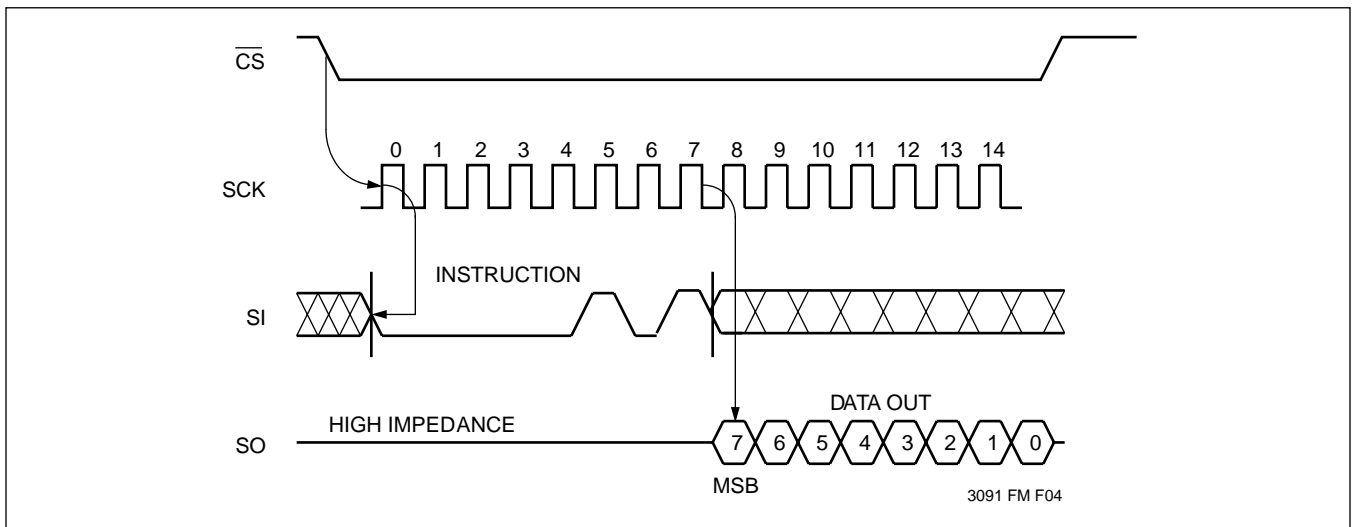 CS
0 1 2 3 4 5 6 7 8 9 10 11 12 13 14
SCK
INSTRUCTION
SI
DATA OUT
HIGH IMPEDANCE
SO
7 6 5 4 3 2 1 0
MSB
3091 FM F04